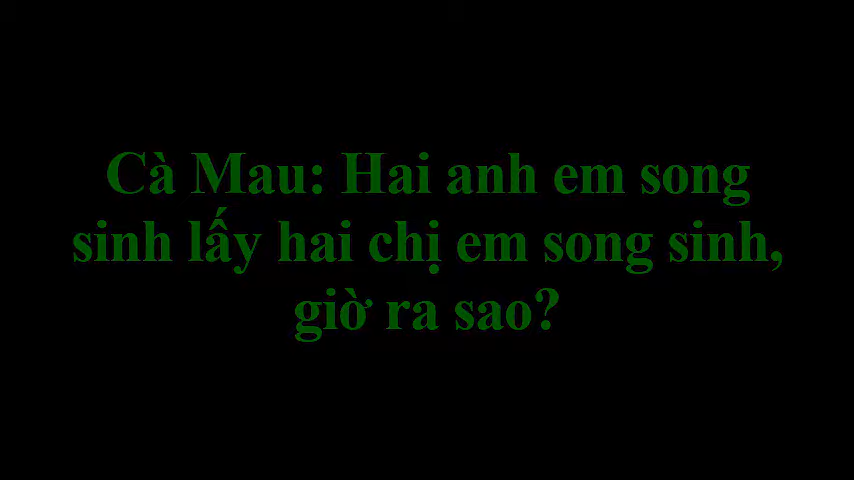 Cà Mau: Hai anh em song
sinh lấy hai chị em song sinh,
giờ ra sao?